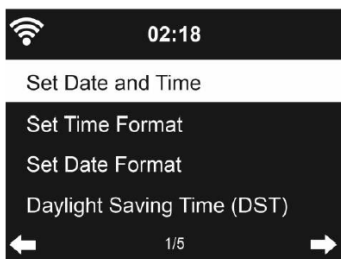 02:18
Set Date and Time
Set Time Format
Set Date Format
Daylight Saving Time (DST)
1/5